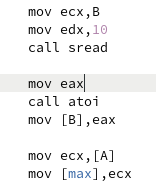 mov ecx,B
mov edx,10
call sread
mov eax
call atoi
mov [B],eax
mov ecx,[A]
mov [max],ecx